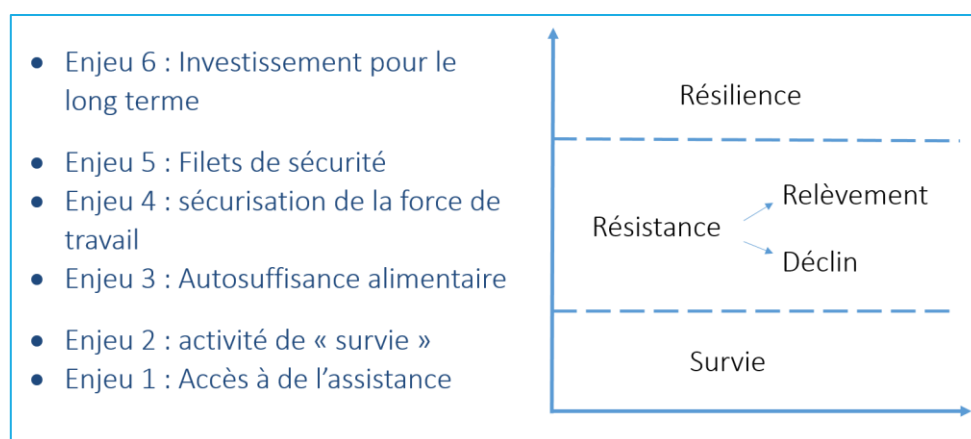 • Enjeu 6 : Investissement pour le
long terme
• Enjeu 5 : Filets de sécurité
• Enjeu 4 : sécurisation de la force de
travail
• Enjeu 3 : Autosuffisance alimentaire
• Enjeu 2 : activité de « survie »
• Enjeu 1 : Accès à de l’assistance
Résilience
Relèvement
Résistance
Déclin
Survie